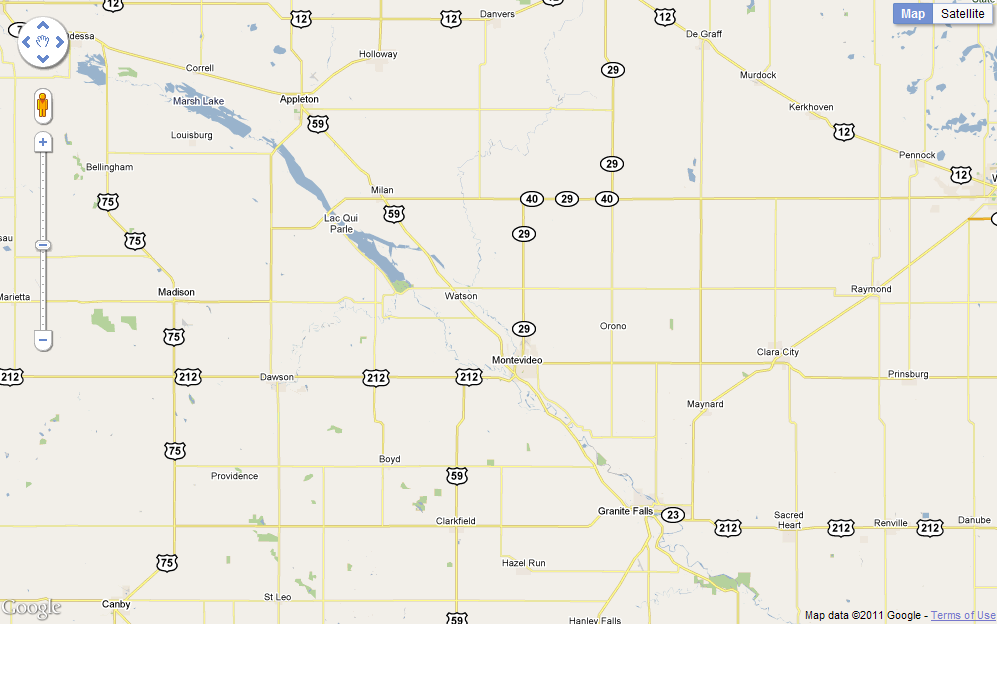 12
12
12
12
State
Map
Satellite
7
dessa
Danvers
De Graff
Holloway
Correll
29
Murdock
Marsh Lake
Appleton
Kerkhoven
59
12
Louisburg
Pennock
Bellingham
29
12
W
75
Milan
40
29
40
59
Lac Qui
Parle
29
sau
75
Madison
Watson
Raymond
Marietta
75
29
Orono
Montevideo
Clara City
212
212
Dawson
212
212
Prinsburg
Maynard
75
Boyd
Providence
59
Granite Falls
23
Clarkfield
212
Sacred
Heart
212
Renville
212
Danube
75
Hazel Run
St Leo
Canby
Google
59
Hanley Falls
Map data ©2011 Google - Terms of Use